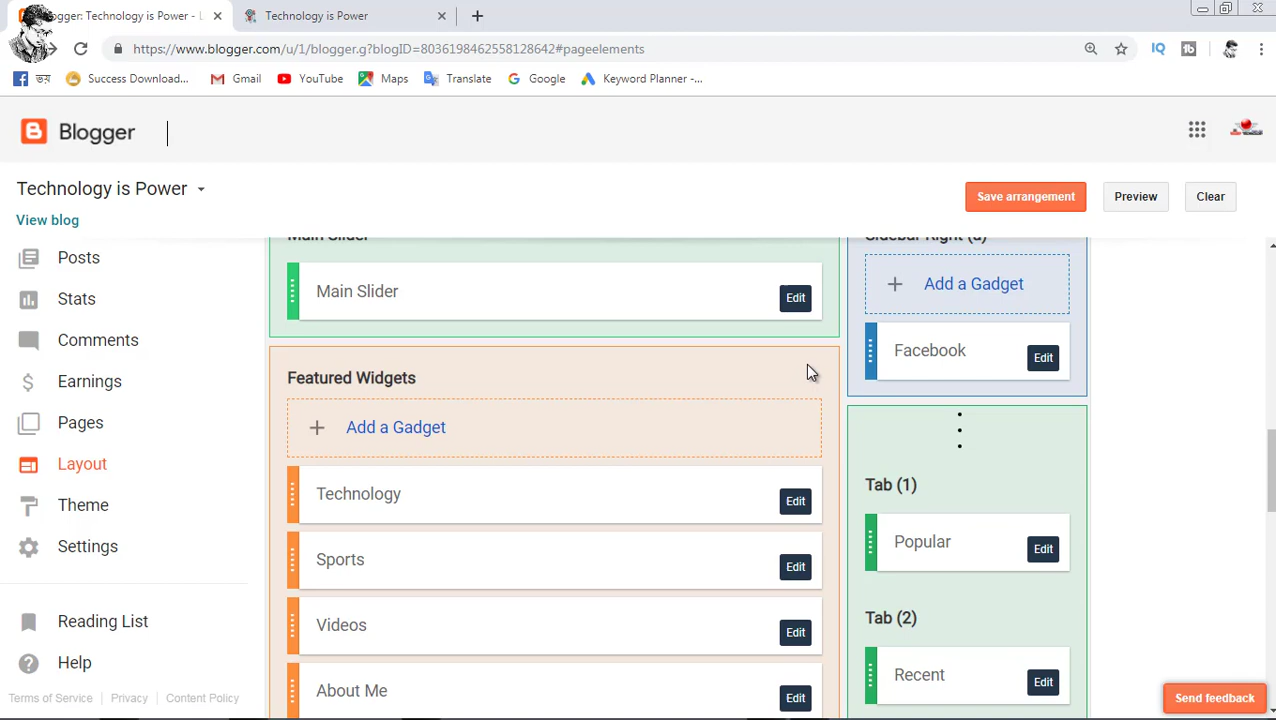 Blogger: Technology is Power - L
Technology is Power
https://www.blogger.com/u/1/blogger.g?blogID=8036198462558128642#pageelements
জয়
Success Download...
Gmail
YouTube
Maps
Translate
Google
Keyword Planner -...
Blogger
Technology is Power
Save arrangement
Preview
Clear
View blog
Posts
Stats
Comments
Earnings
Pages
Layout
Theme
Settings
Reading List
Help
Terms of Service
Privacy
Content Policy
Main Slider
Main Slider
Edit
Featured Widgets
Add a Gadget
Technology
Edit
Sports
Edit
Videos
Edit
About Me
Edit
Sidebar Right (a)
Add a Gadget
Facebook
Edit
Tab (1)
Popular
Edit
Tab (2)
Recent
Edit
Send feedback